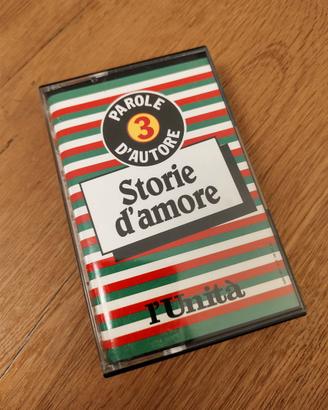 PAROLE
3
D'AUTORE
Storie
d'amore
l'Unità